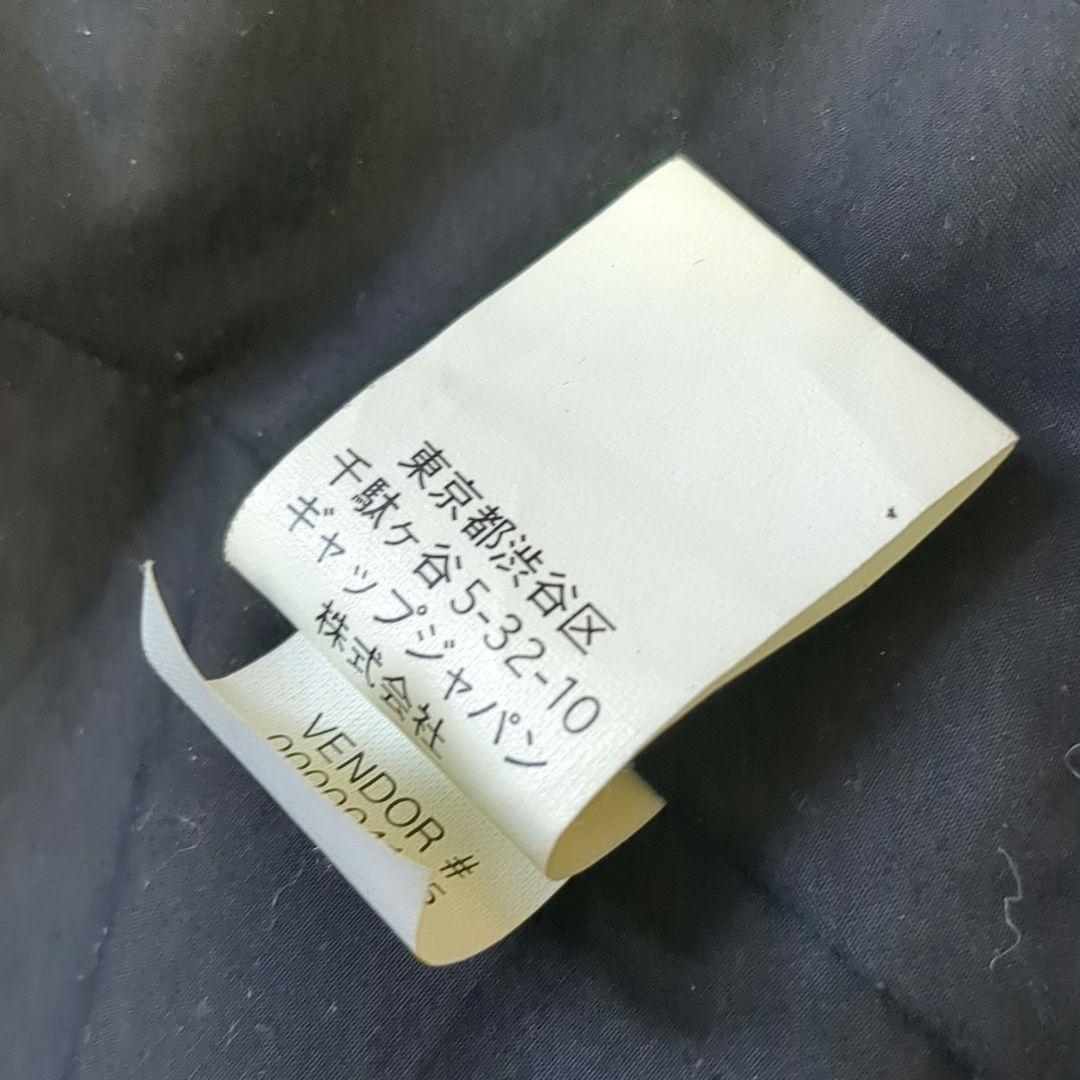 東京都渋谷区
千駄ヶ谷5-32-10
ギャップジャパン
株式会社
VENDOR #